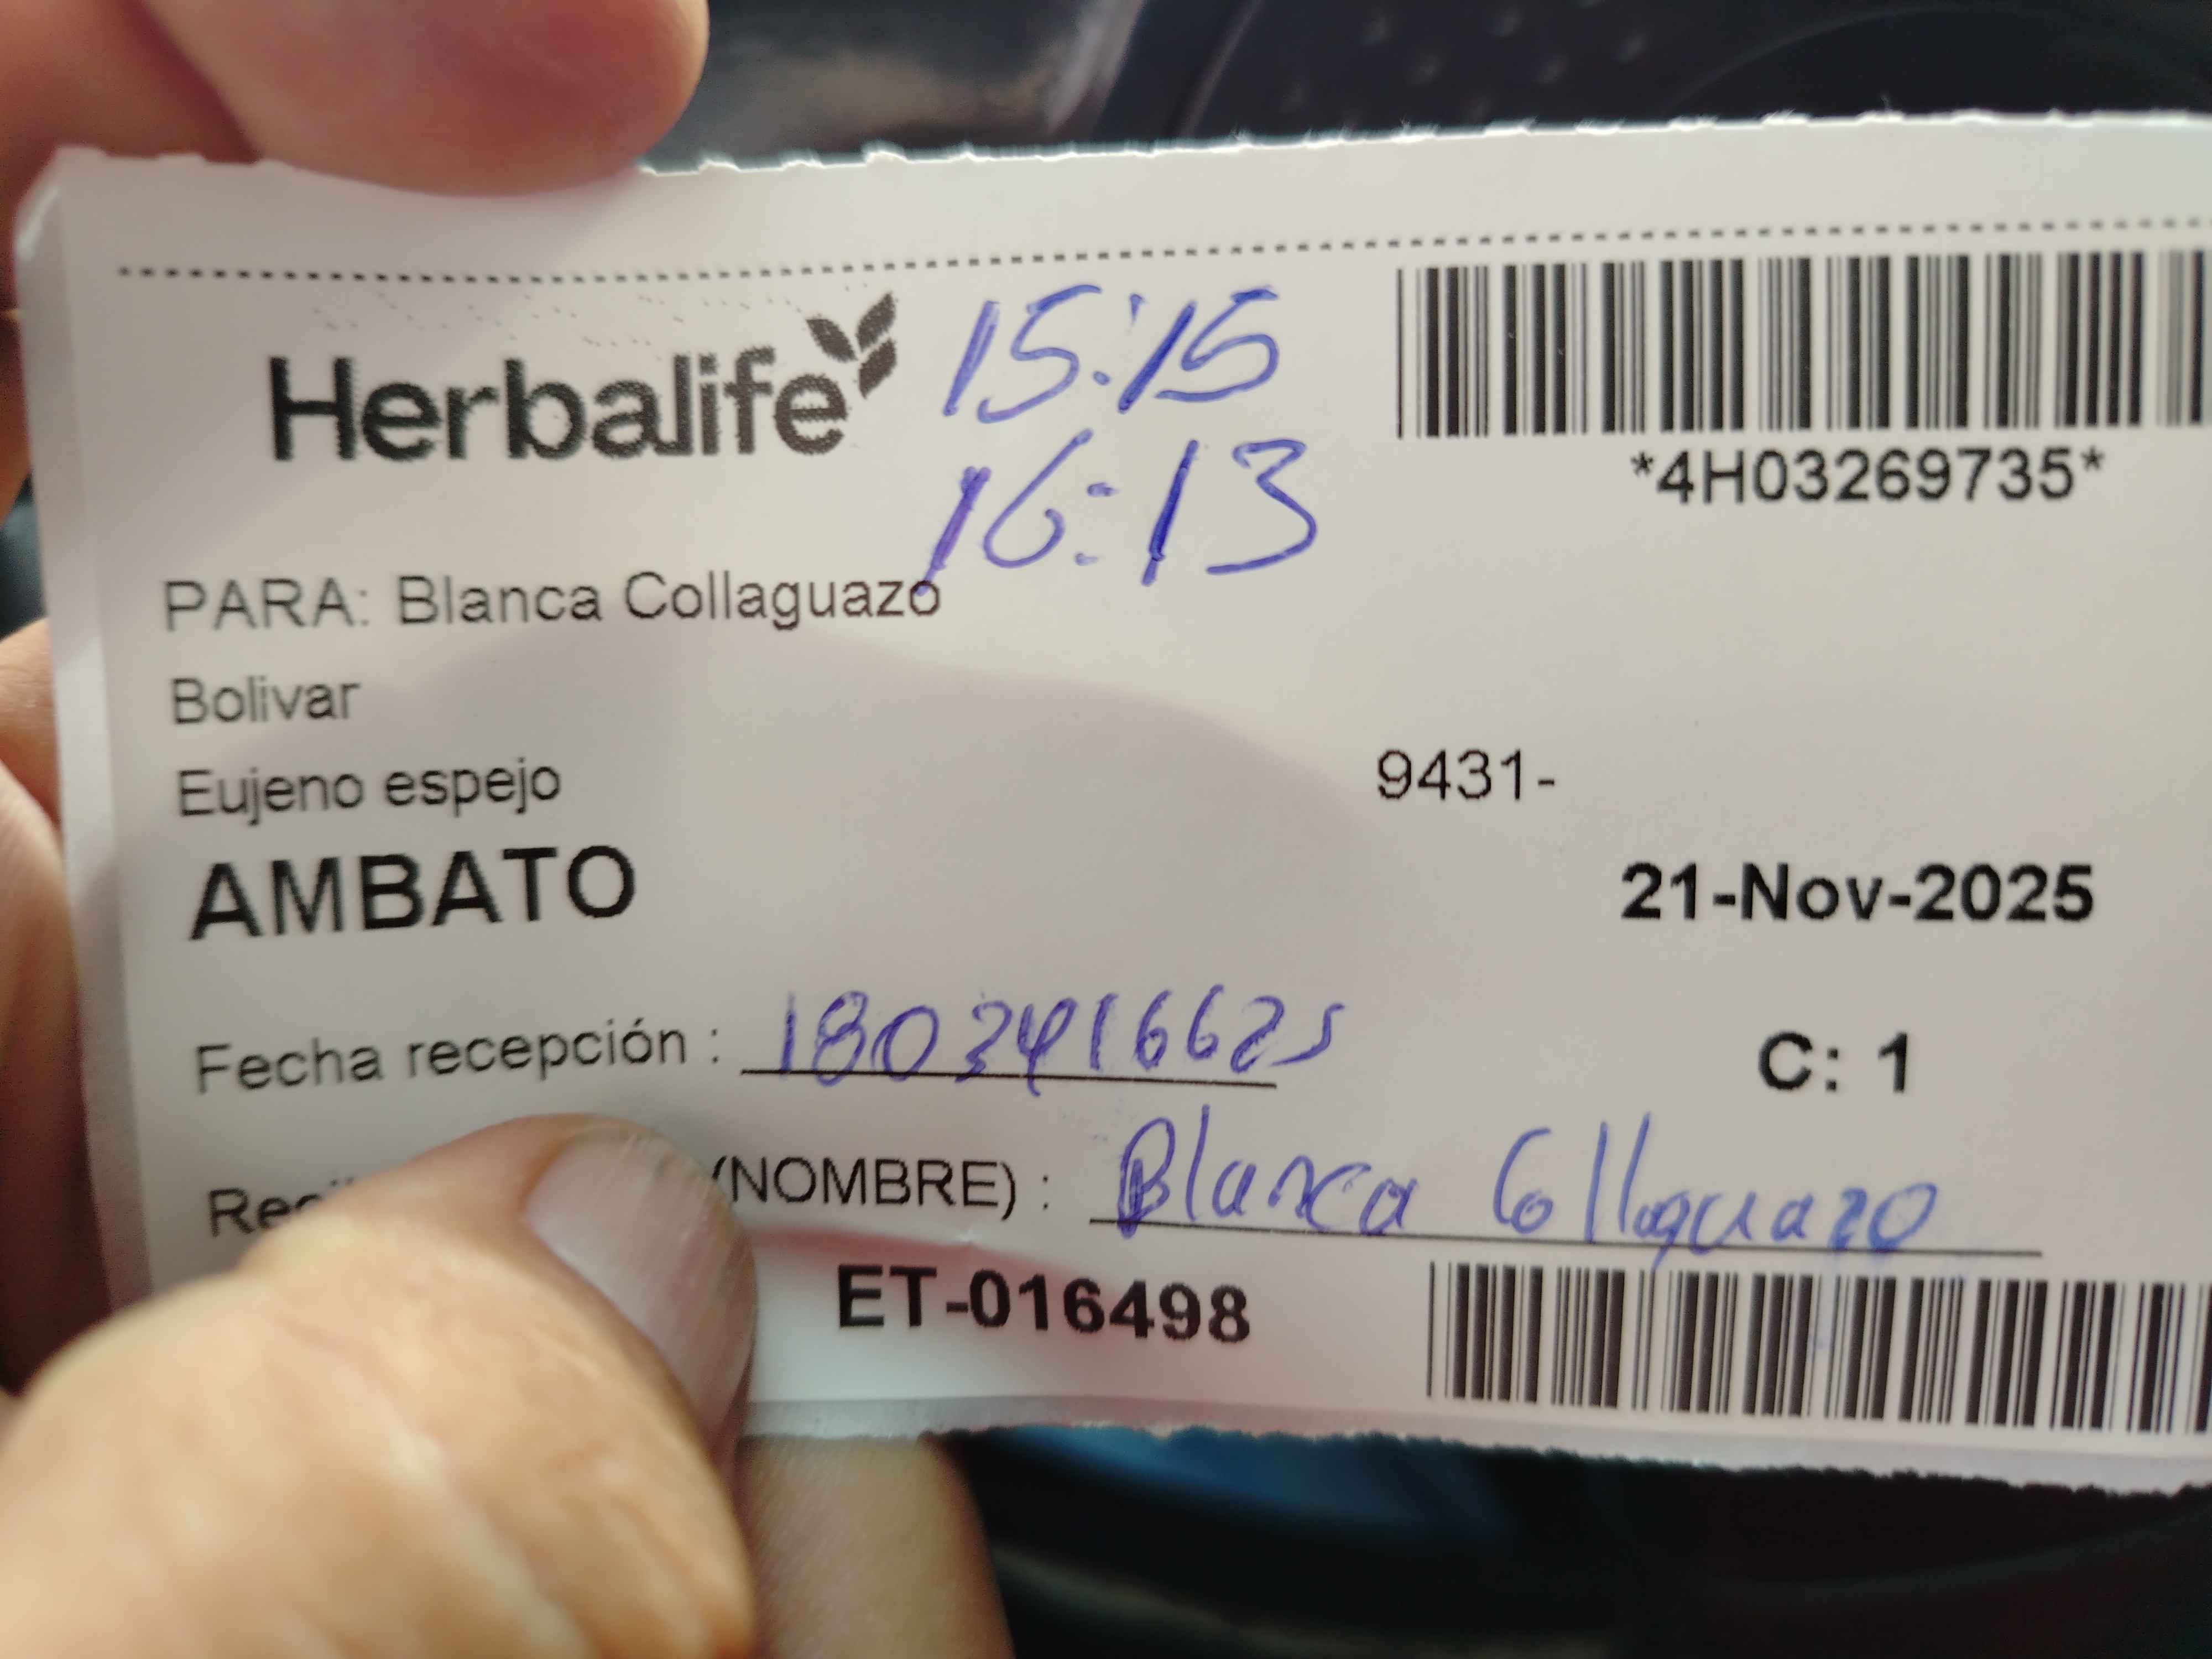 Herbalife 15:15
16:13
*4H03269735*
PARA: Blanca Collaguazo
Bolivar
Eujeno espejo 9431-
AMBATO
21-Nov-2025
Fecha recepción : 1803416625
C: 1
(NOMBRE) : Blanca Collaguazo
ET-016498